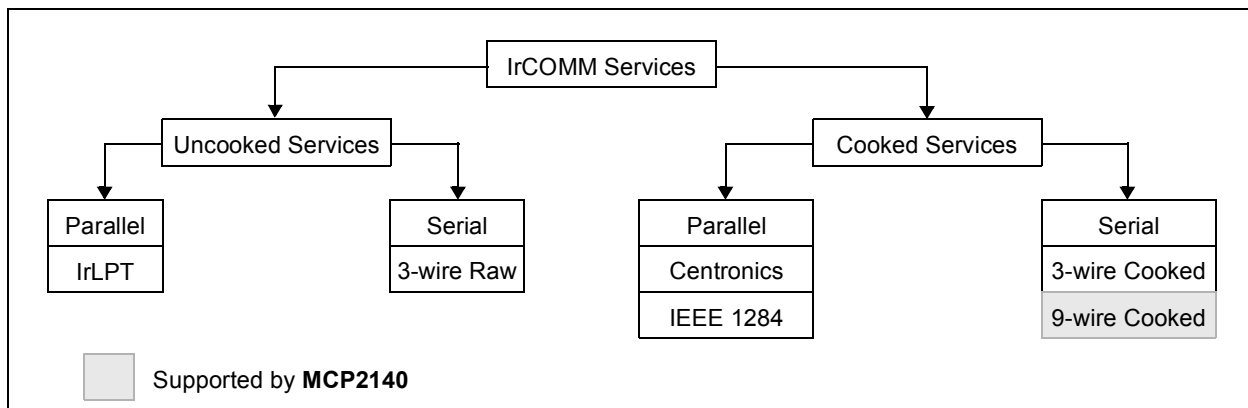 IrCOMM Services
Uncooked Services
Cooked Services
Parallel
IrLPT
Serial
3-wire Raw
Parallel
Centronics
IEEE 1284
Serial
3-wire Cooked
9-wire Cooked
Supported by MCP2140